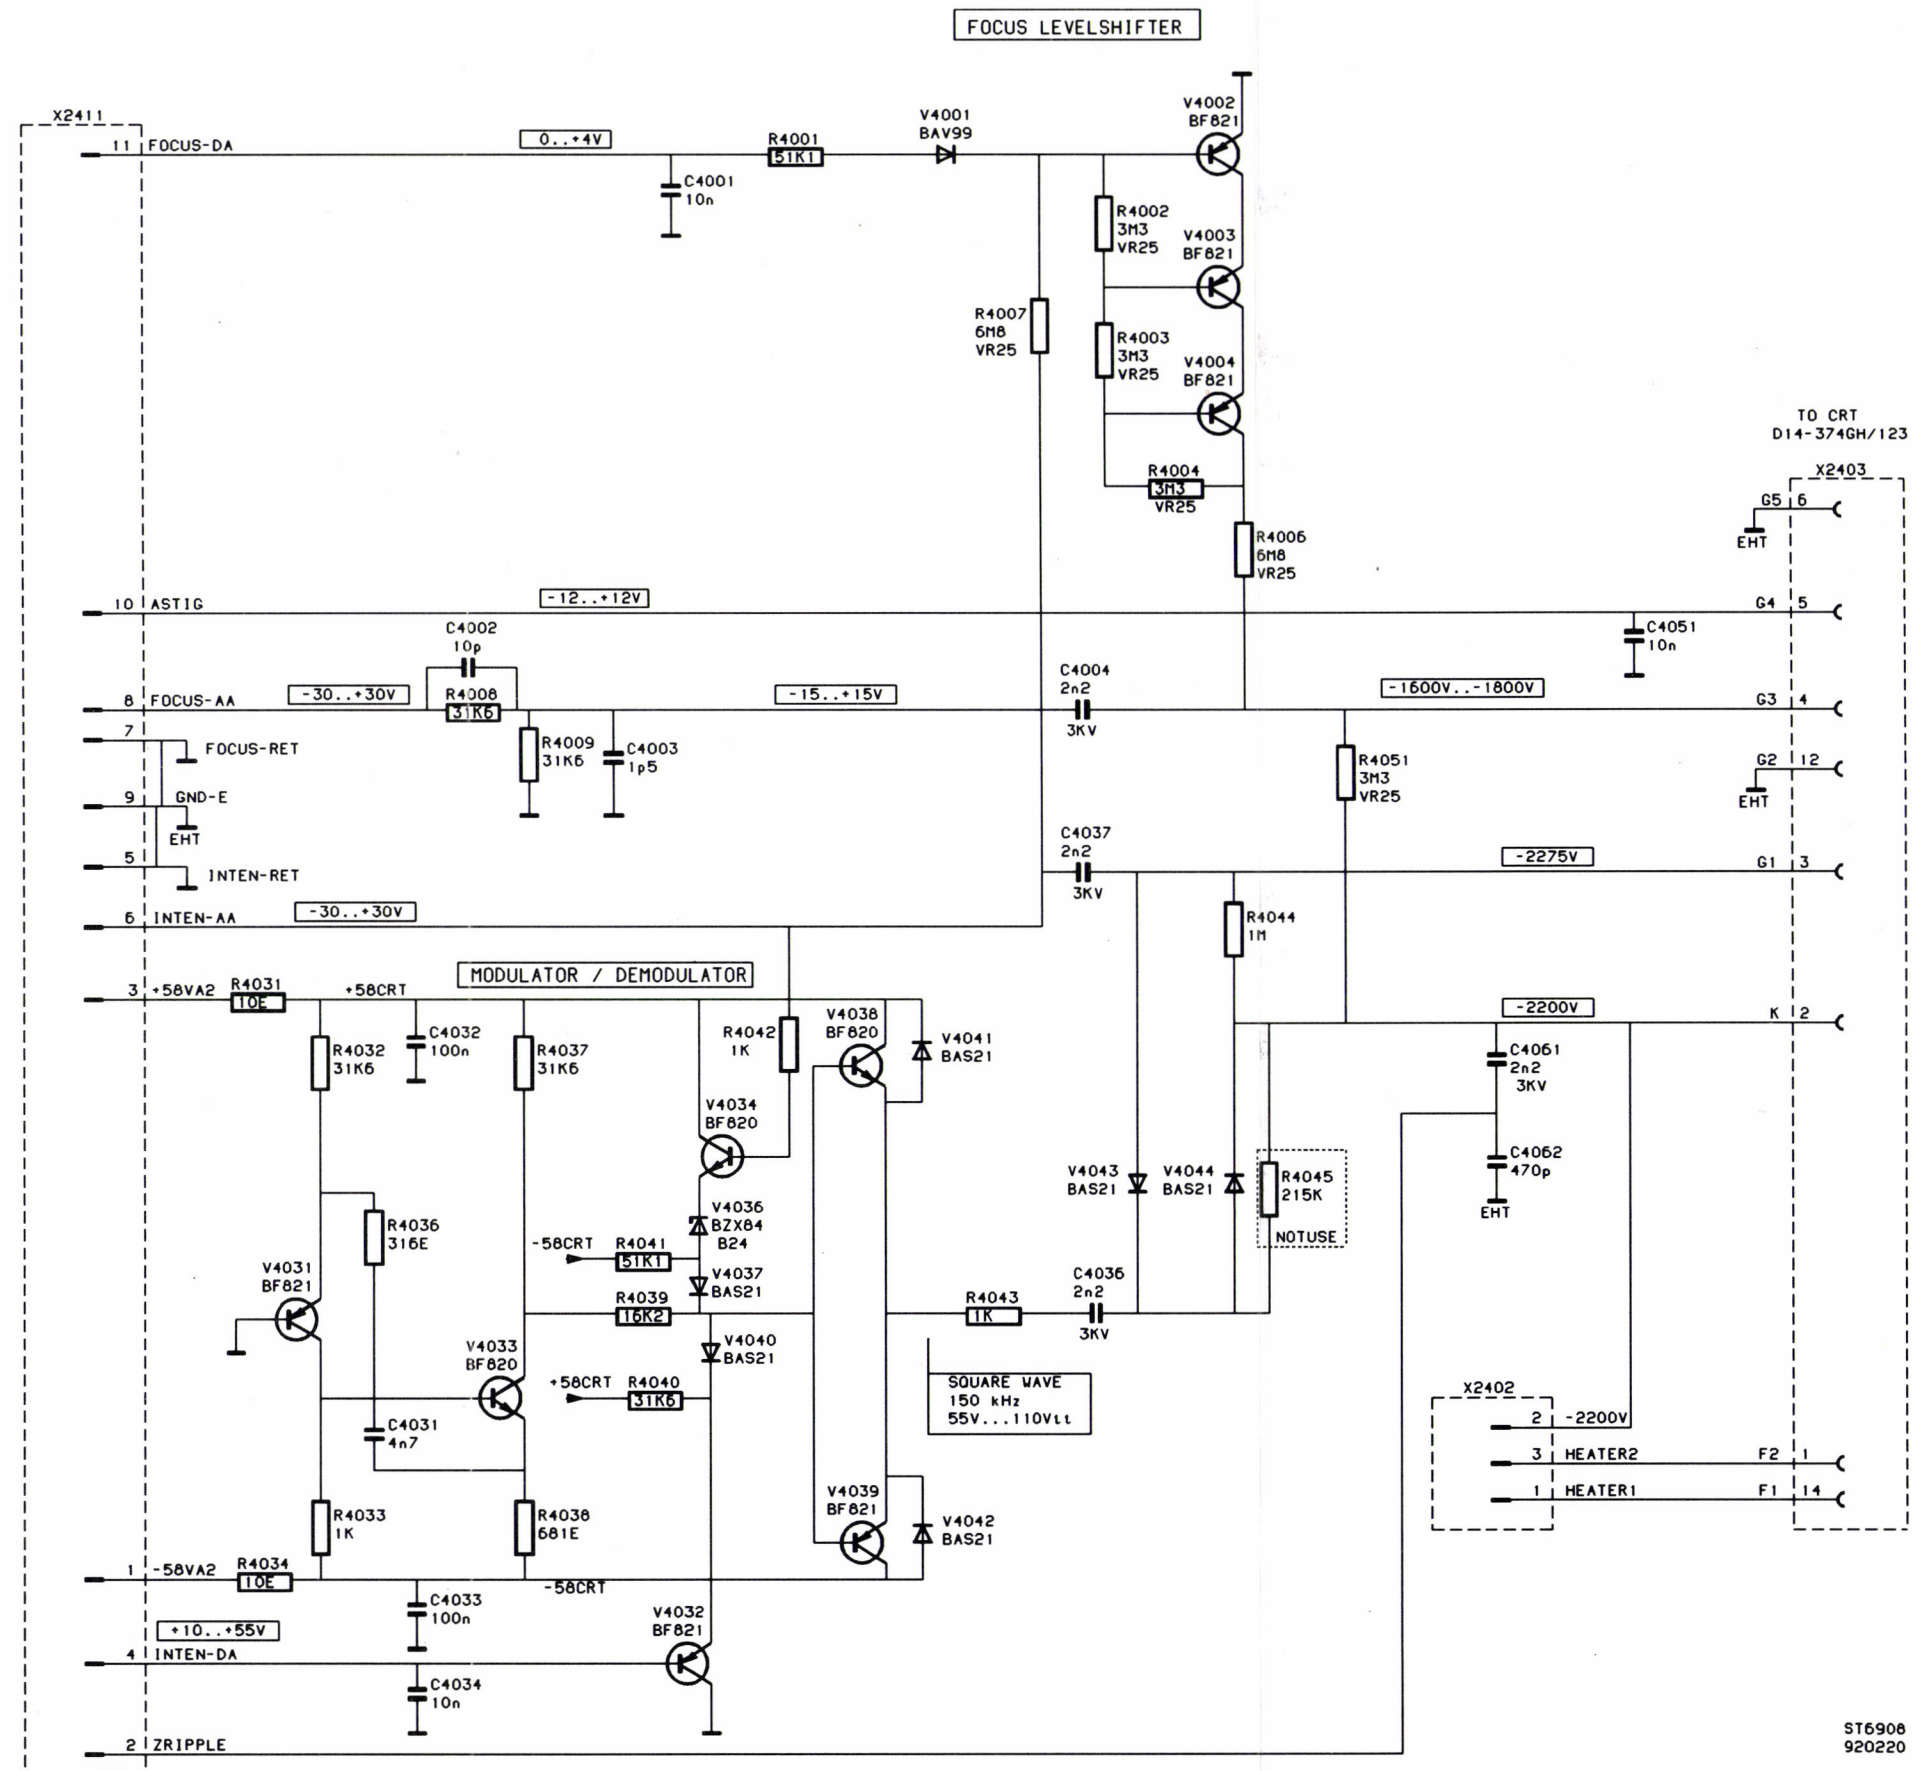 FOCUS LEVELSHIFTER
X2411
11 FOCUS-DA
0..+4V
R4001
51K1
V4001
BAV99
V4002
BF821
C4001
10n
R4002
3M3
VR25
V4003
BF821
R4007
6M8
VR25
R4003
3M3
VR25
V4004
BF821
R4004
3M3
VR25
R4006
6M8
VR25
TO CRT
D14-374GH/123
X2403
G5 6
EHT
10 ASTIG
-12..+12V
G4 5
C4051
10n
C4002
10p
8 FOCUS-AA
-30..+30V
R4008
31K6
-15..+15V
C4004
2n2
3KV
-1600V..-1800V
G3 4
7
FOCUS-RET
R4009
31K6
C4003
1p5
R4051
3M3
VR25
G2 12
EHT
9 GND-E
EHT
5
INTEN-RET
C4037
2n2
3KV
-2275V
G1 3
6 INTEN-AA
-30..+30V
R4044
1M
MODULATOR / DEMODULATOR
3 +58VA2
R4031
10E
+58CRT
-2200V
K 2
R4032
31K6
C4032
100n
R4037
31K6
R4042
1K
V4038
BF820
V4041
BAS21
C4061
2n2
3KV
V4034
BF820
C4062
470p
EHT
V4043
BAS21
V4044
BAS21
R4045
215K
NOTUSE
R4036
316E
V4036
BZX84
B24
-58CRT
R4041
51K1
V4037
BAS21
V4031
BF821
R4039
16K2
R4043
1K
C4036
2n2
3KV
V4033
BF820
V4040
BAS21
+58CRT
R4040
31K6
SQUARE WAVE
150 kHz
55V...110Vtt
C4031
4n7
X2402
2 -2200V
3 HEATER2
F2 1
1 HEATER1
F1 14
R4033
1K
R4038
681E
V4039
BF821
V4042
BAS21
1 -58VA2
R4034
10E
-58CRT
C4033
100n
+10..+55V
4 INTEN-DA
V4032
BF821
C4034
10n
2 ZRIPPLE
ST6908
920220